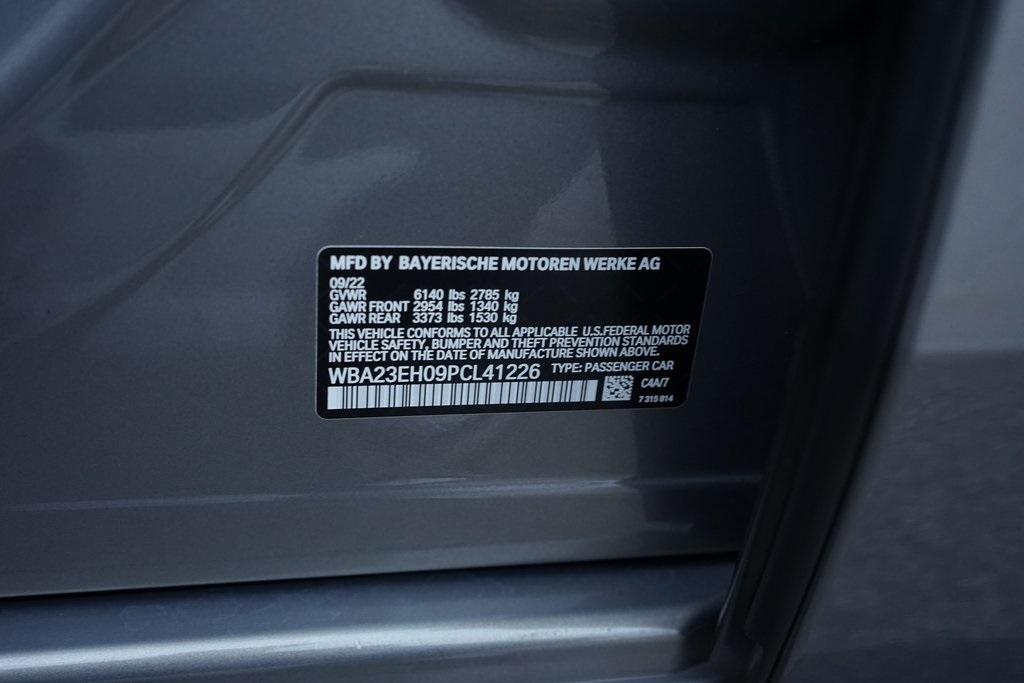 MFD BY BAYERISCHE MOTOREN WERKE AG
09/22
GVWR 6140 lbs 2785 kg
GAWR FRONT 2954 lbs 1340 kg
GAWR REAR 3373 lbs 1530 kg
THIS VEHICLE CONFORMS TO ALL APPLICABLE U.S.FEDERAL MOTOR
VEHICLE SAFETY, BUMPER AND THEFT PREVENTION STANDARDS
IN EFFECT ON THE DATE OF MANUFACTURE SHOWN ABOVE.
WBA23EH09PCL41226 TYPE: PASSENGER CAR
C4A/7
7 315 814